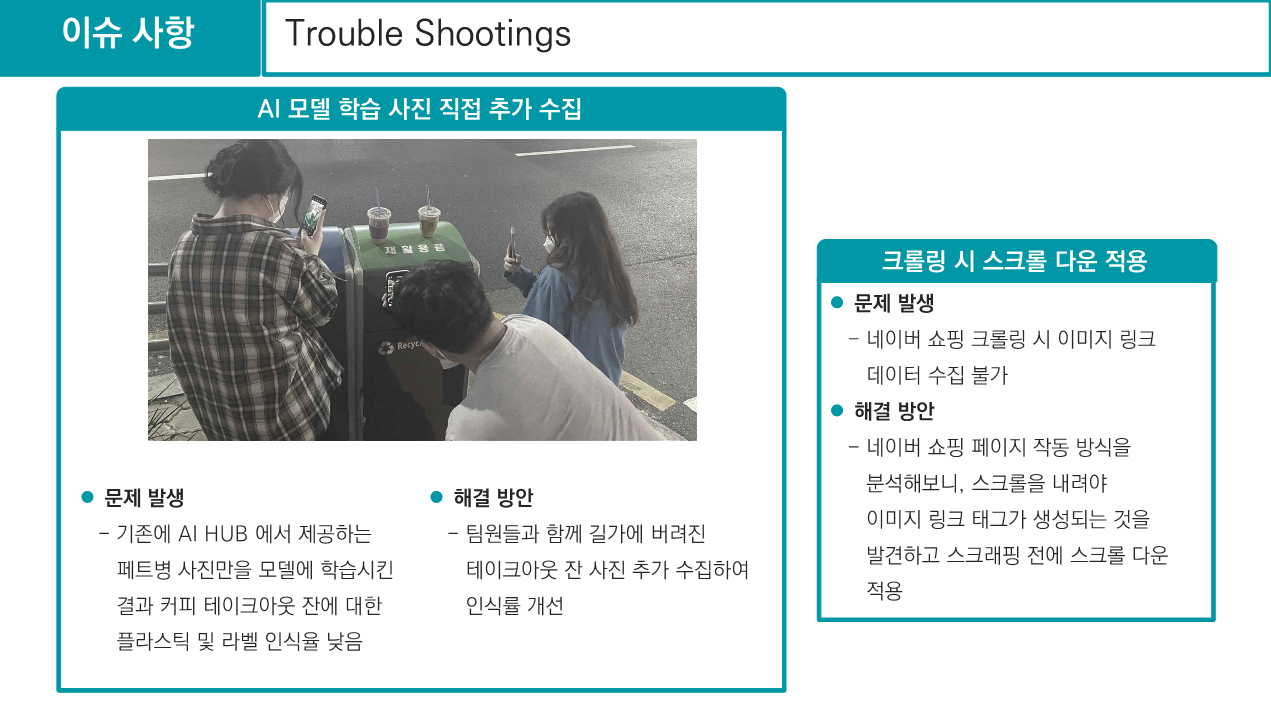 이슈 사항
Trouble Shootings
AI 모델 학습 사진 직접 추가 수집
재활용품
Recyc
● 문제 발생
– 기존에 AI HUB 에서 제공하는
페트병 사진만을 모델에 학습시킨
결과 커피 테이크아웃 잔에 대한
플라스틱 및 라벨 인식율 낮음
● 해결 방안
– 팀원들과 함께 길가에 버려진
테이크아웃 잔 사진 추가 수집하여
인식률 개선
크롤링 시 스크롤 다운 적용
● 문제 발생
– 네이버 쇼핑 크롤링 시 이미지 링크
데이터 수집 불가
● 해결 방안
– 네이버 쇼핑 페이지 작동 방식을
분석해보니, 스크롤을 내려야
이미지 링크 태그가 생성되는 것을
발견하고 스크래핑 전에 스크롤 다운
적용